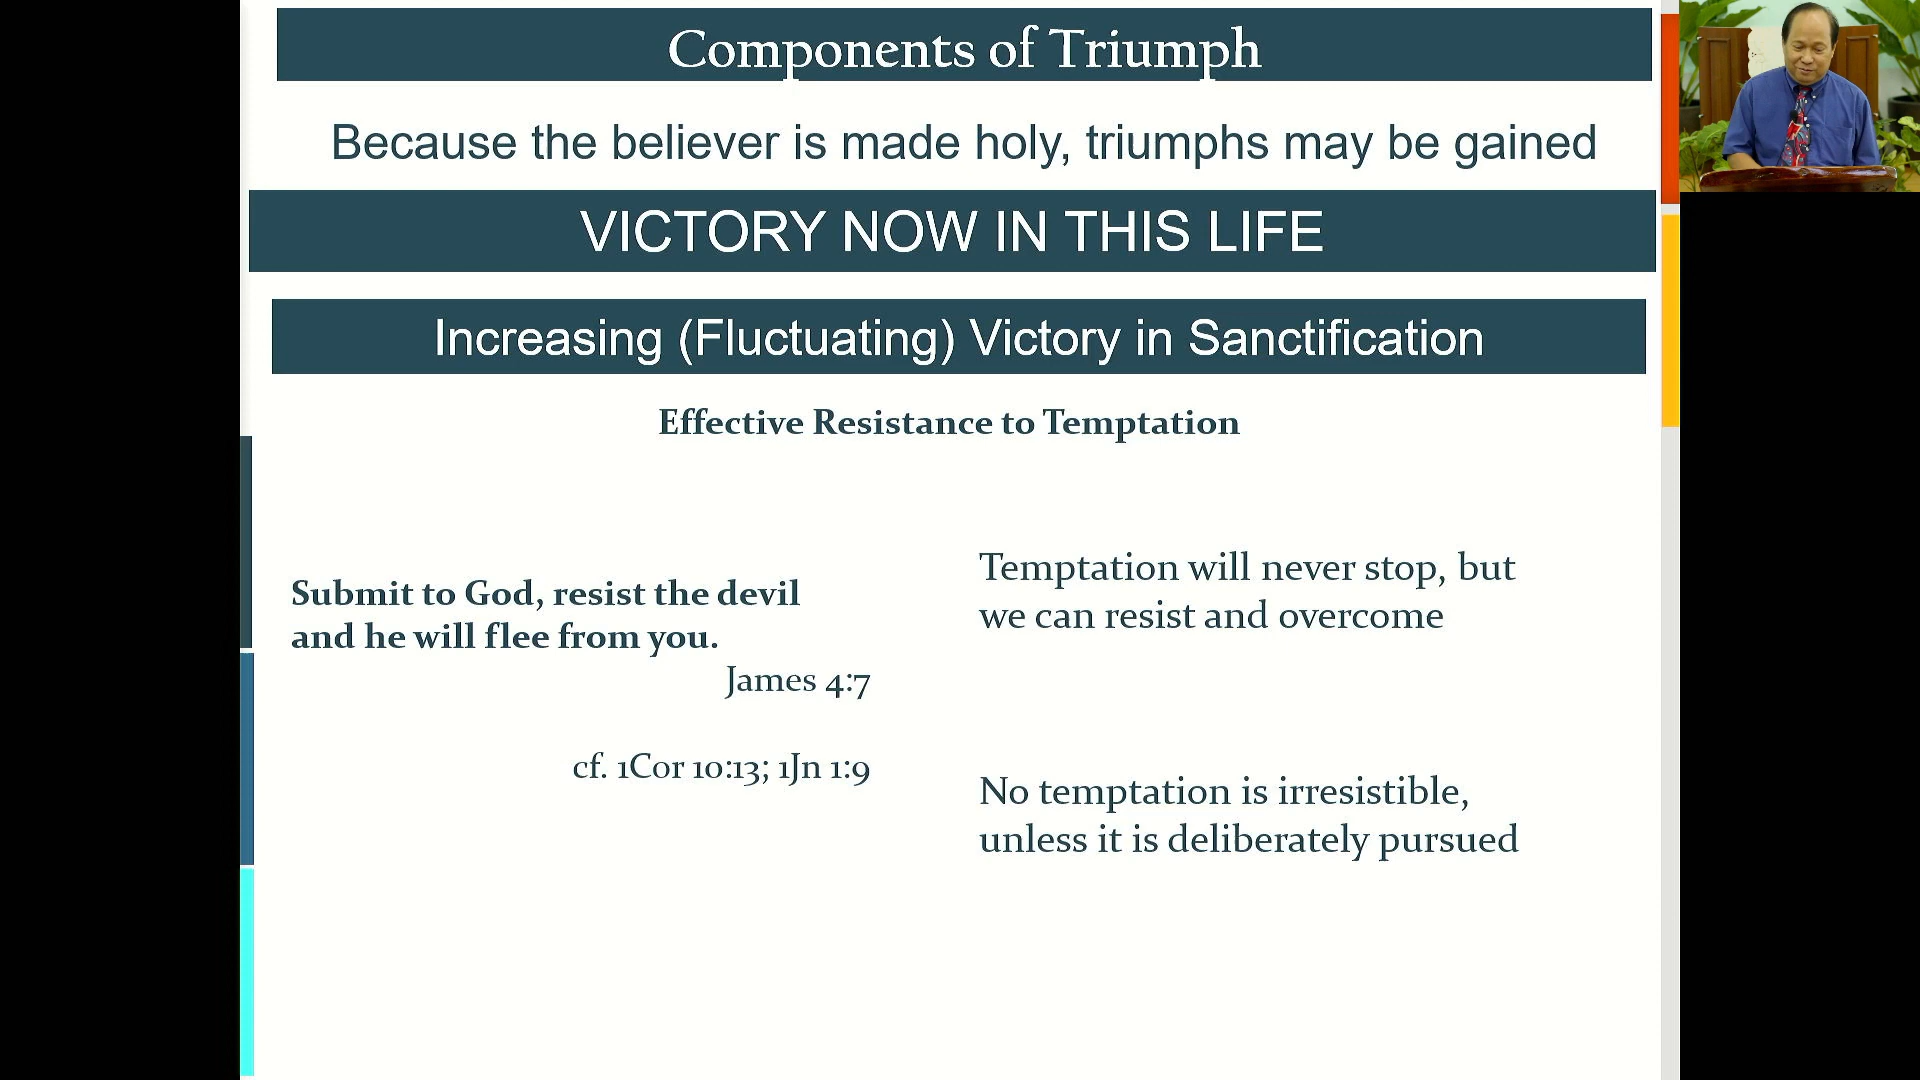 Components of Triumph
Because the believer is made holy, triumphs may be gained
VICTORY NOW IN THIS LIFE
Increasing (Fluctuating) Victory in Sanctification
Effective Resistance to Temptation
Submit to God, resist the devil
and he will flee from you.
James 4:7
cf. 1Cor 10:13; 1Jn 1:9
Temptation will never stop, but
we can resist and overcome
No temptation is irresistible,
unless it is deliberately pursued